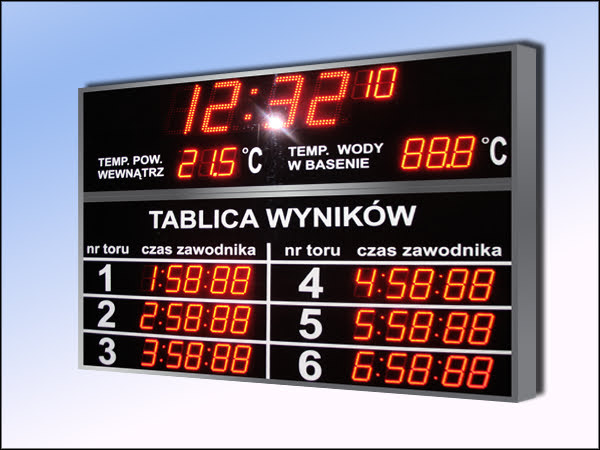 12:32 10
TEMP. POW.
WEWNĄTRZ
21.5 °C
TEMP. WODY
W BASENIE
88.8 °C
TABLICA WYNIKÓW
nr toru czas zawodnika nr toru czas zawodnika
1 1:58:88 4 4:58:88
2 2:58:88 5 5:58:88
3 3:58:88 6 6:58:88